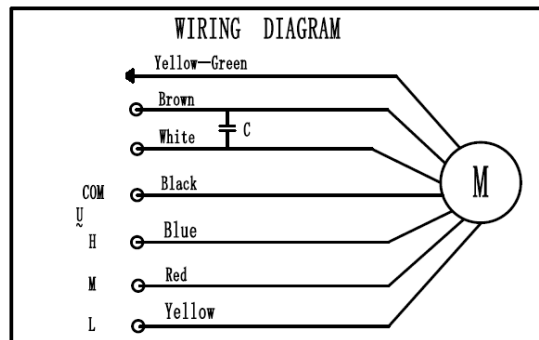 WIRING DIAGRAM
Yellow—Green
Brown
C
White
COM Black
U
~
H Blue
M
M Red
L Yellow